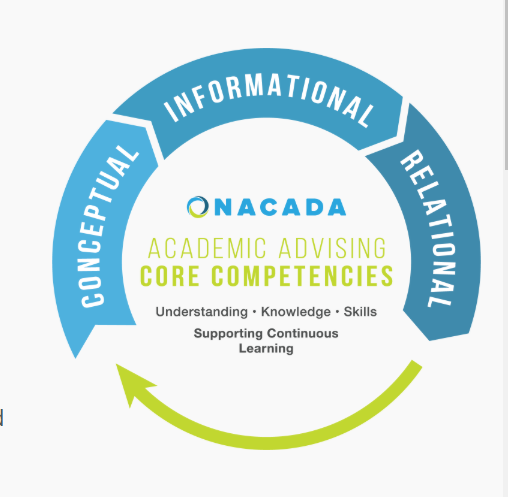 CONCEPTUAL
INFORMATIONAL
RELATIONAL
NACADA
ACADEMIC ADVISING
CORE COMPETENCIES
Understanding • Knowledge • Skills
Supporting Continuous
Learning